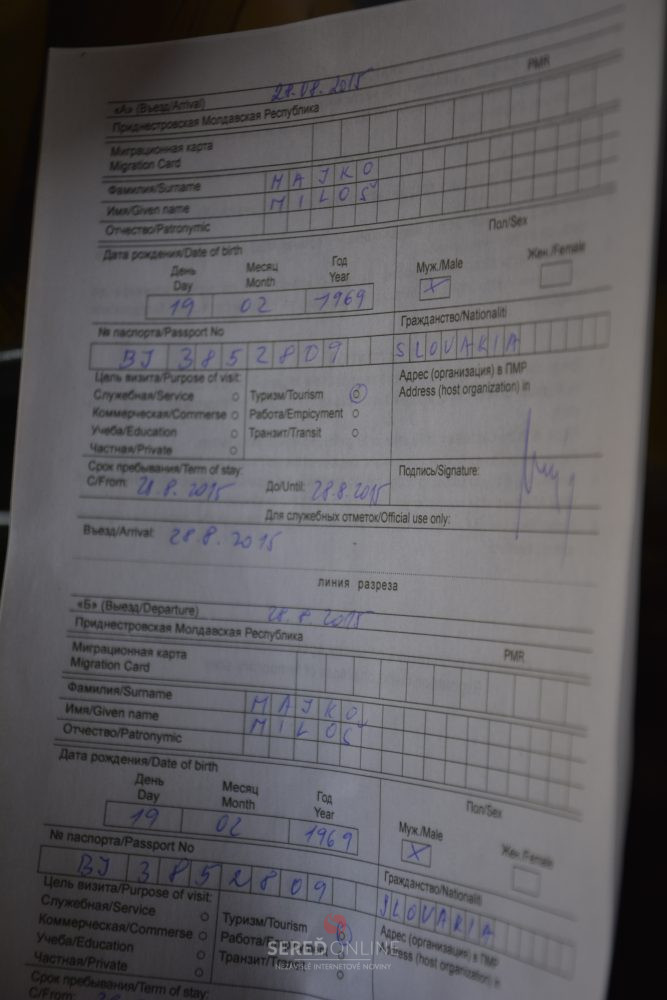 «А» (Въезд/Arrival) 28.08.2015
Приднестровская Молдавская Республика PMR
Миграционная карта
Migration Card
Фамилия/Surname MAJKO
Имя/Given name MILOŠ
Отчество/Patronymic
Дата рождения/Date of birth Пол/Sex
День Месяц Год Муж./Male Жен./Female
Day Month Year X
19 02 1969
№ паспорта/Passport No Гражданство/Nationaliti
BJ 3852809 SLOVAKIA
Цель визита/Purpose of visit: Адрес (организация) в ПМР
Служебная/Service Туризм/Tourism Address (host organization) in
Коммерческая/Commerse Работа/Empicyment
Учеба/Education Транзит/Transit
Частная/Private
Срок пребывания/Term of stay: Подпись/Signature:
С/From: 28.8.2015 До/Until: 28.8.2015
Для служебных отметок/Official use only:
Въезд/Arrival: 28.8.2015
линия разреза
«Б» (Выезд/Departure) 28.8.2015
Приднестровская Молдавская Республика PMR
Миграционная карта
Migration Card
Фамилия/Surname MAJKO
Имя/Given name MILOŠ
Отчество/Patronymic
Дата рождения/Date of birth Пол/Sex
День Месяц Год Муж./Male Жен./Female
Day Month Year X
19 02 1969
№ паспорта/Passport No Гражданство/Nationaliti
BJ 3852809 SLOVAKIA
Цель визита/Purpose of visit: Адрес (организация) в ПМР
Служебная/Service Туризм/Tourism Address (host organization) in
Коммерческая/Commerse
Учеба/Education Транзит/Transit
Частная/Private
Срок пребывания/Term of stay:
С/From:
SEREĎONLINE
NEZÁVISLÉ INTERNETOVÉ NOVINY